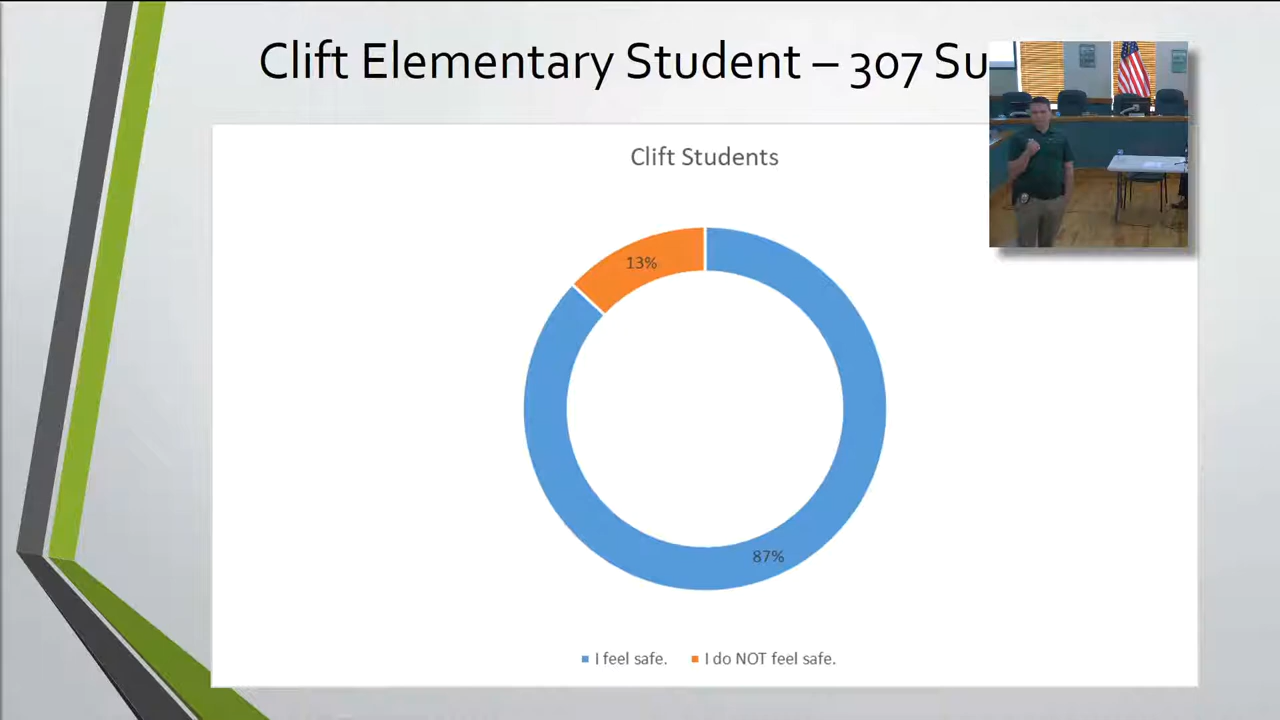 Clift Elementary Student – 307 Su
Clift Students
13%
87%
I feel safe. I do NOT feel safe.